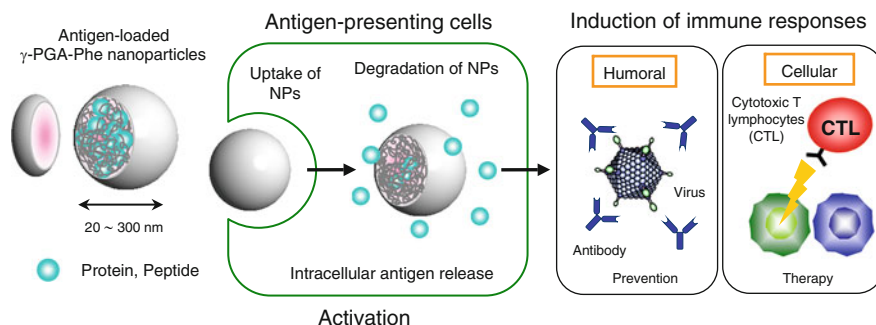 Antigen-loaded
γ-PGA-Phe nanoparticles
20 ~ 300 nm
Protein, Peptide
Antigen-presenting cells
Uptake of
NPs
Degradation of NPs
Intracellular antigen release
Activation
Induction of immune responses
Humoral
Virus
Antibody
Prevention
Cellular
Cytotoxic T
lymphocytes
(CTL)
CTL
Therapy